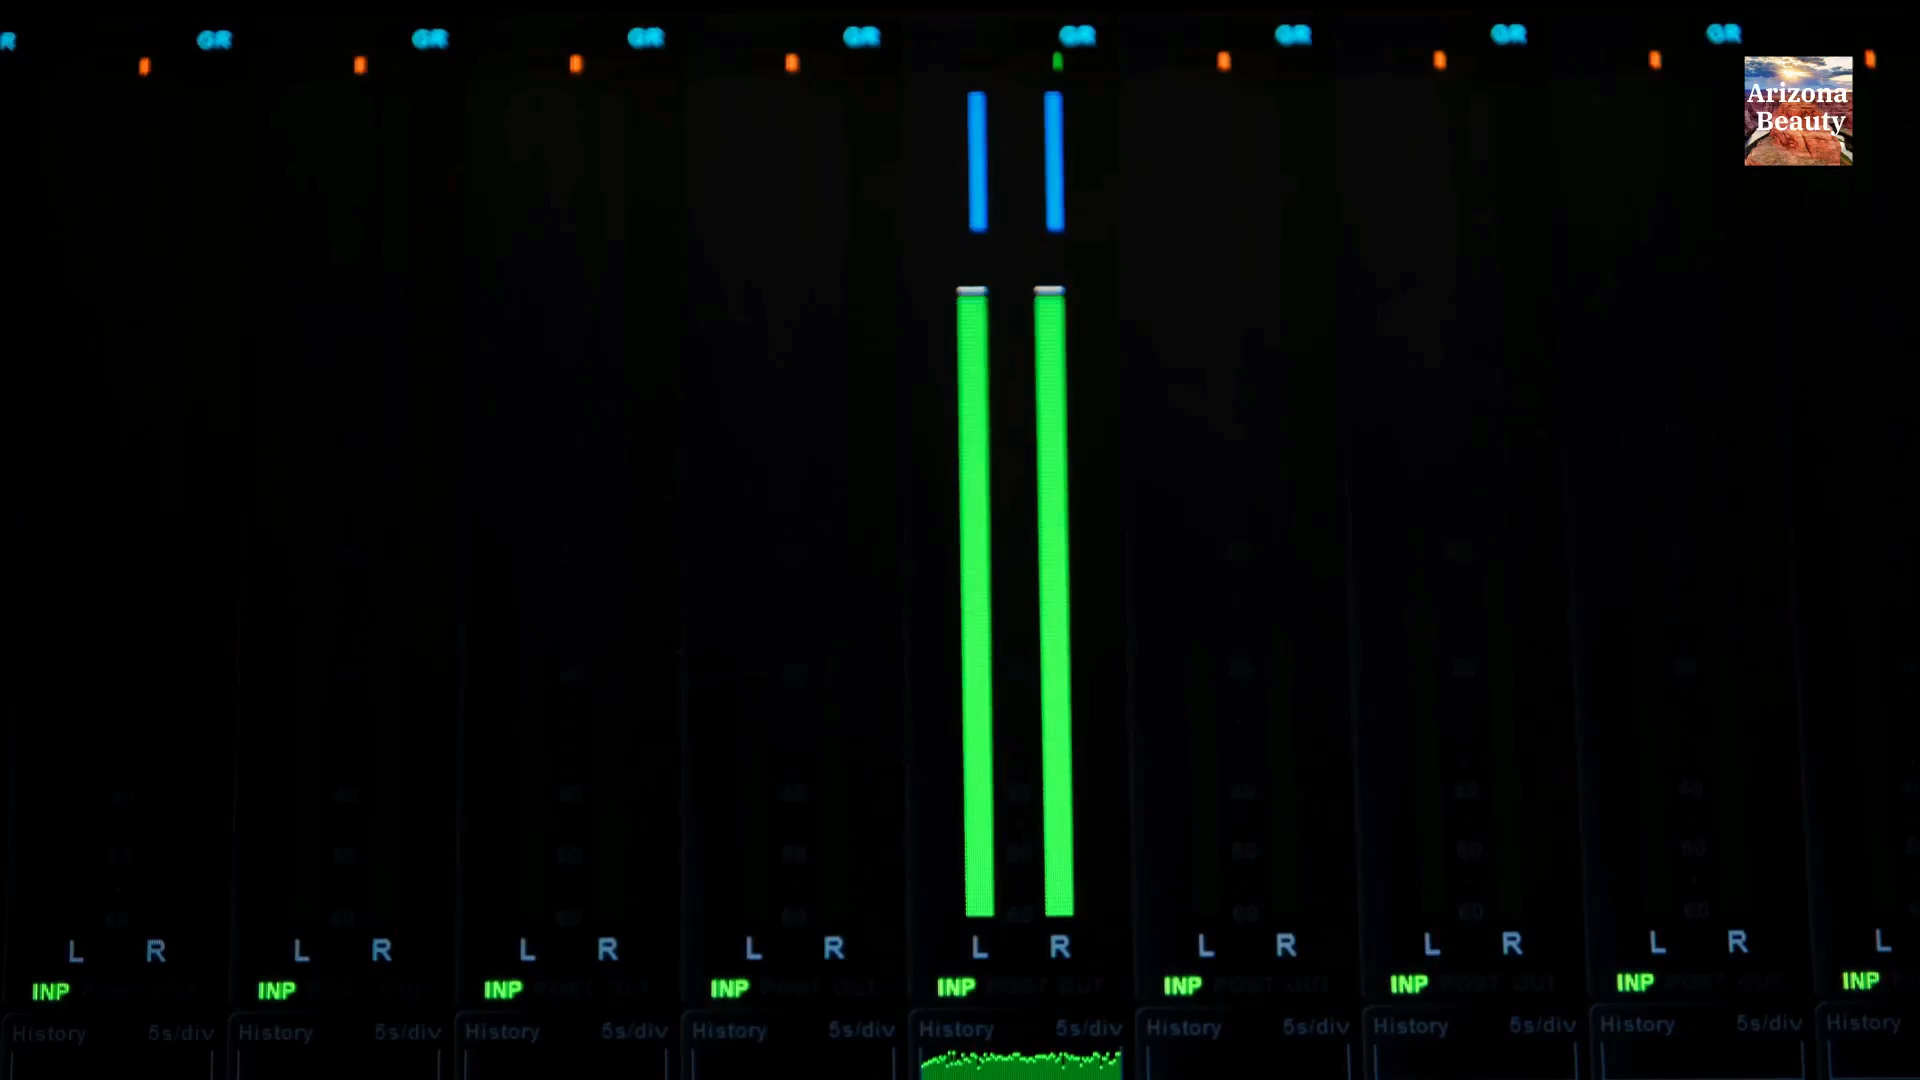 R GR GR GR GR GR GR GR GR
Arizona
Beauty
L R L R L R L R L R L R L R L R L
INP INP INP INP INP POST OUT INP INP INP INP
History 5s/div History 5s/div History 5s/div History 5s/div History 5s/div History 5s/div History 5s/div History 5s/div History